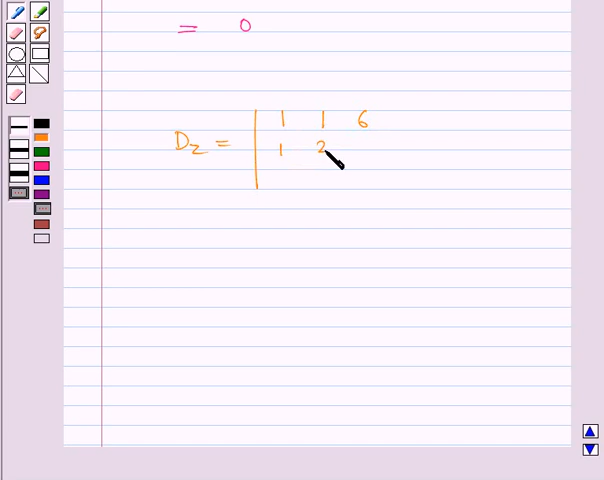 = 0
Dz = | 1 1 6
1 2